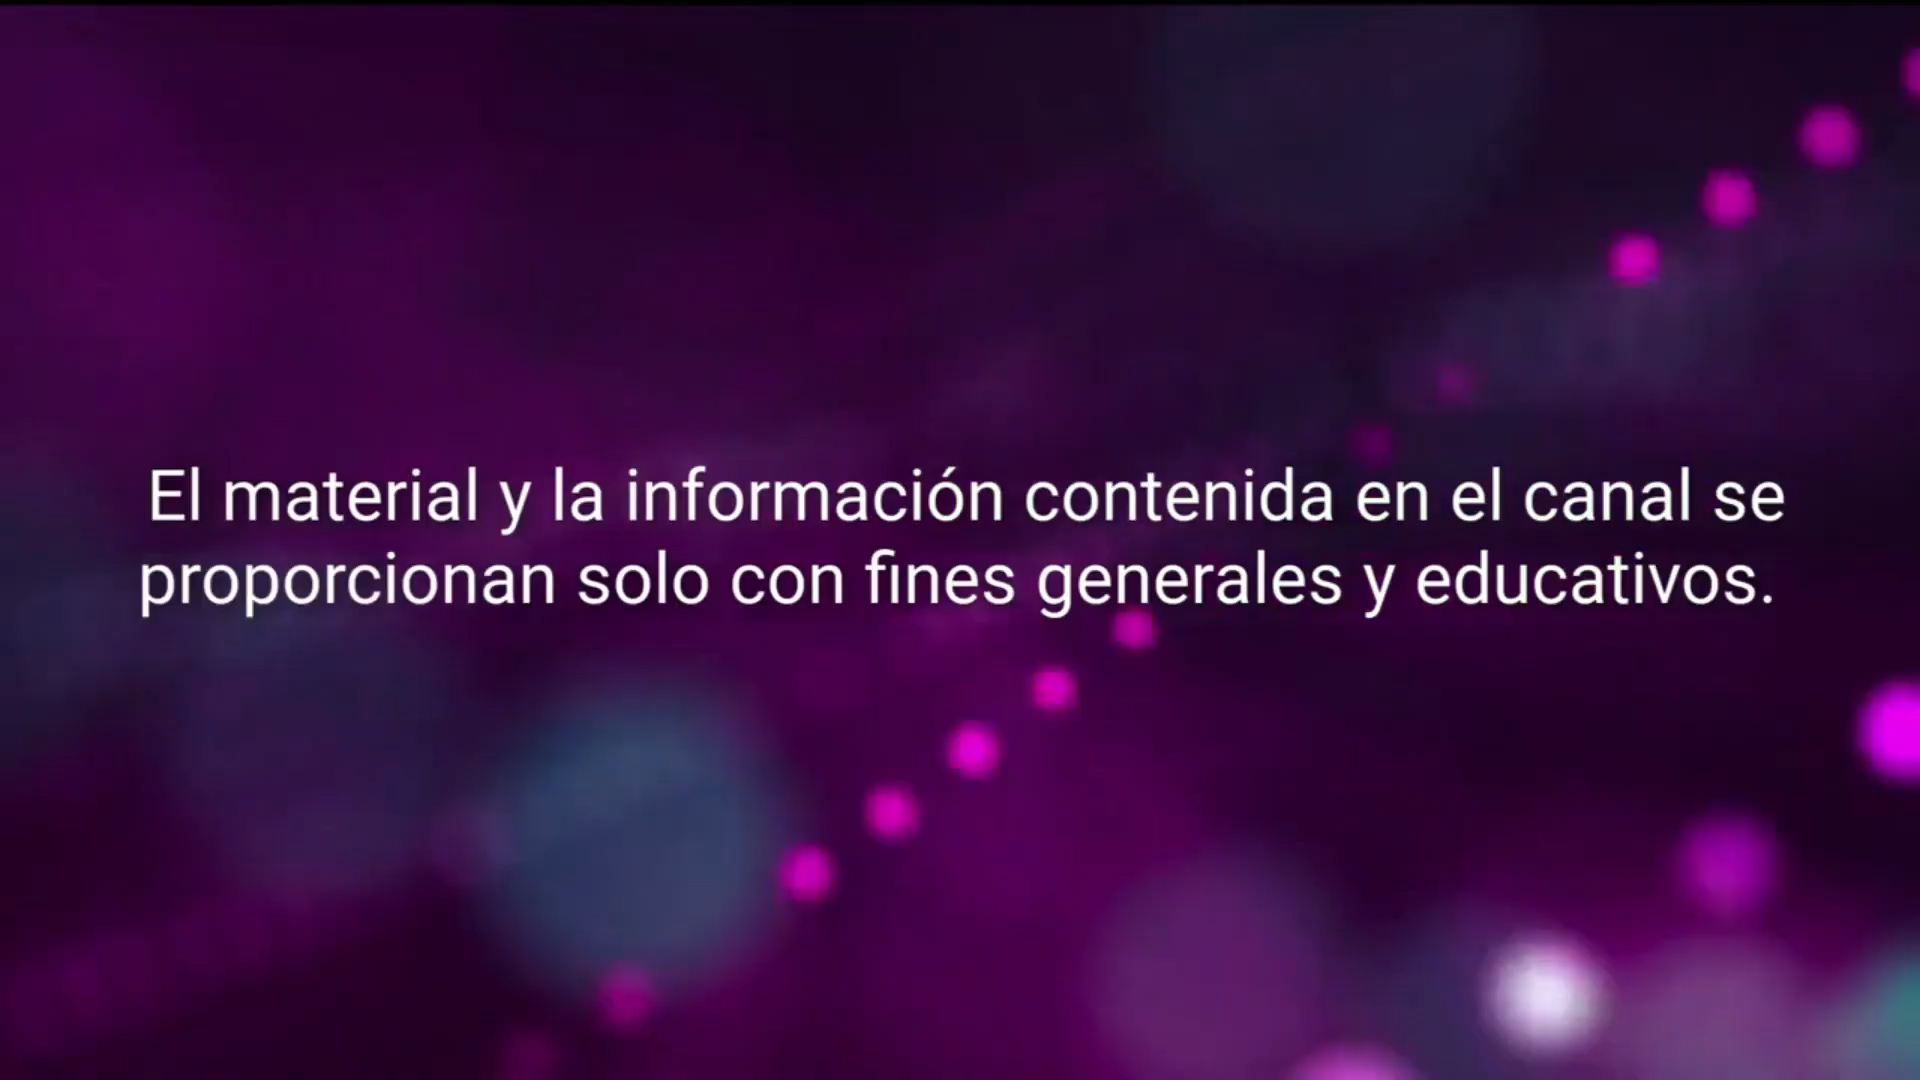 El material y la información contenida en el canal se
proporcionan solo con fines generales y educativos.